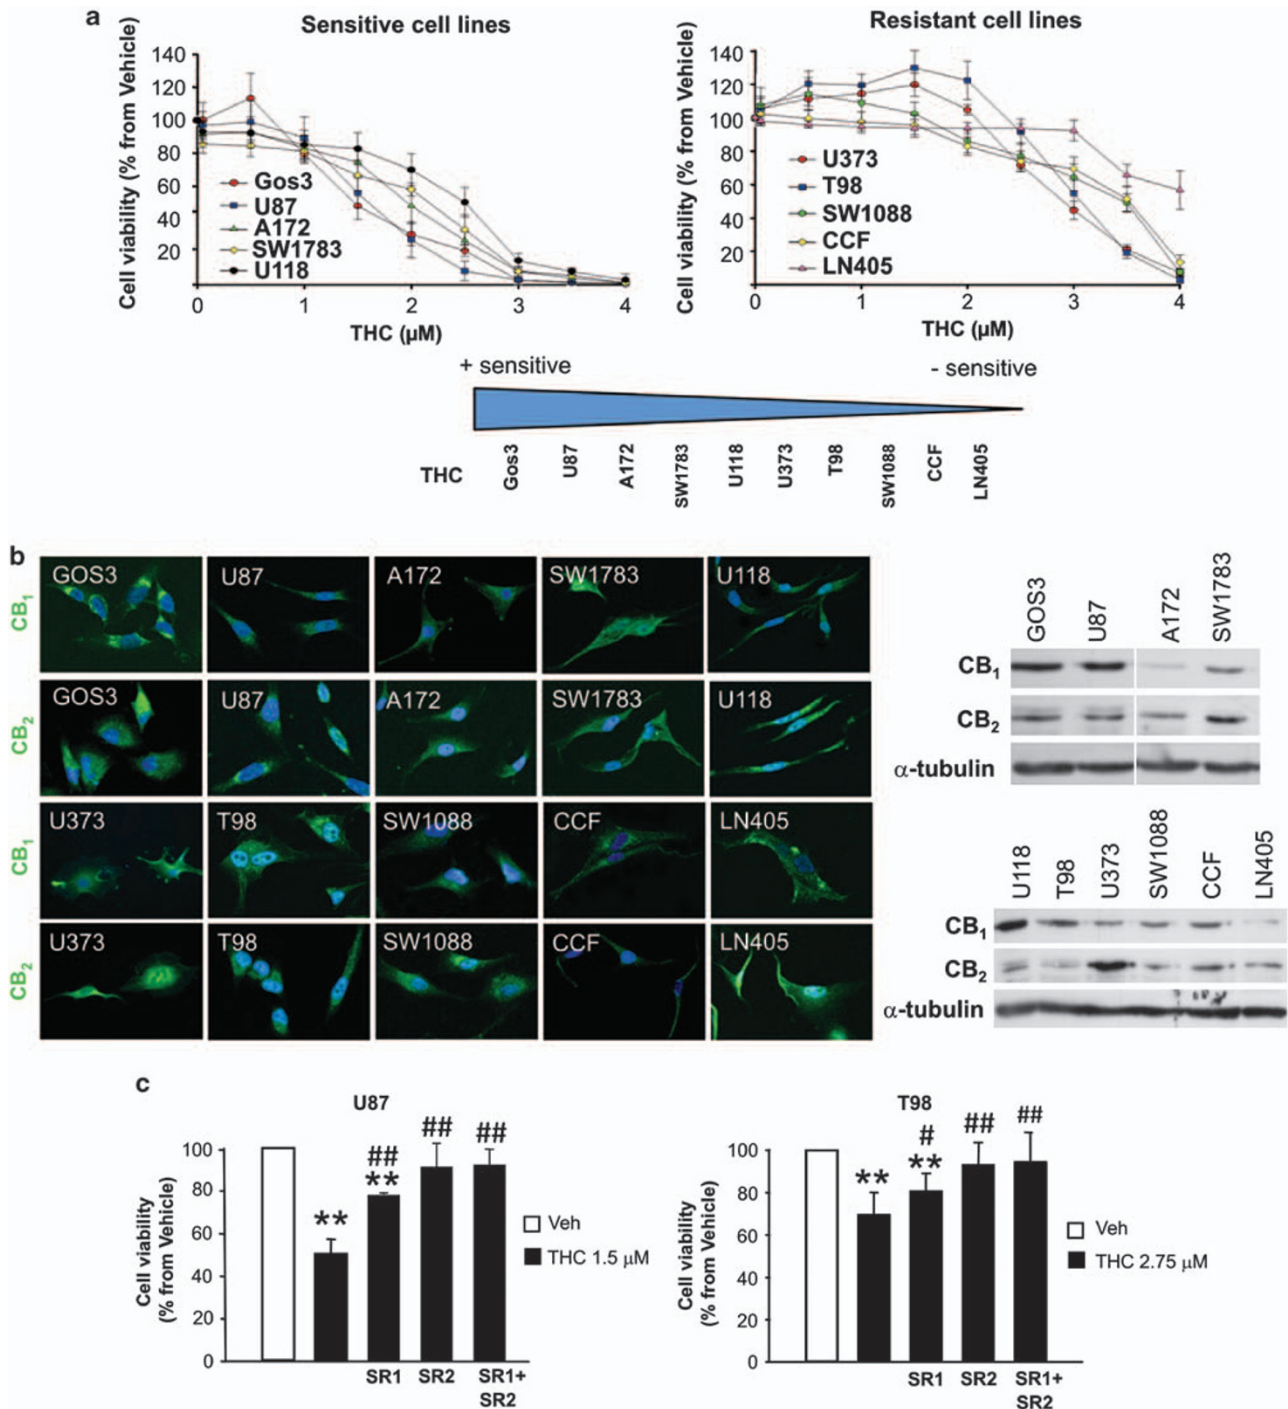 a
Sensitive cell lines
Resistant cell lines
Cell viability (% from Vehicle)
140
120
100
80
60
40
20
Gos3
U87
A172
SW1783
U118
0 1 2 3 4
THC (µM)
Cell viability (% from Vehicle)
140
120
100
80
60
40
20
U373
T98
SW1088
CCF
LN405
0 1 2 3 4
THC (µM)
+ sensitive
- sensitive
THC Gos3 U87 A172 SW1783 U118 U373 T98 SW1088 CCF LN405
b
CB₁ GOS3 U87 A172 SW1783 U118
CB₂ GOS3 U87 A172 SW1783 U118
CB₁ U373 T98 SW1088 CCF LN405
CB₂ U373 T98 SW1088 CCF LN405
GOS3 U87 A172 SW1783
CB₁
CB₂
α-tubulin
U118 T98 U373 SW1088 CCF LN405
CB₁
CB₂
α-tubulin
c
U87
Cell viability
(% from Vehicle)
100
80
60
40
20
0
**
##
**
##
##
Veh
THC 1.5 µM
SR1 SR2 SR1+
SR2
T98
Cell viability
(% from Vehicle)
100
80
60
40
20
0
**
#
**
##
##
Veh
THC 2.75 µM
SR1 SR2 SR1+
SR2